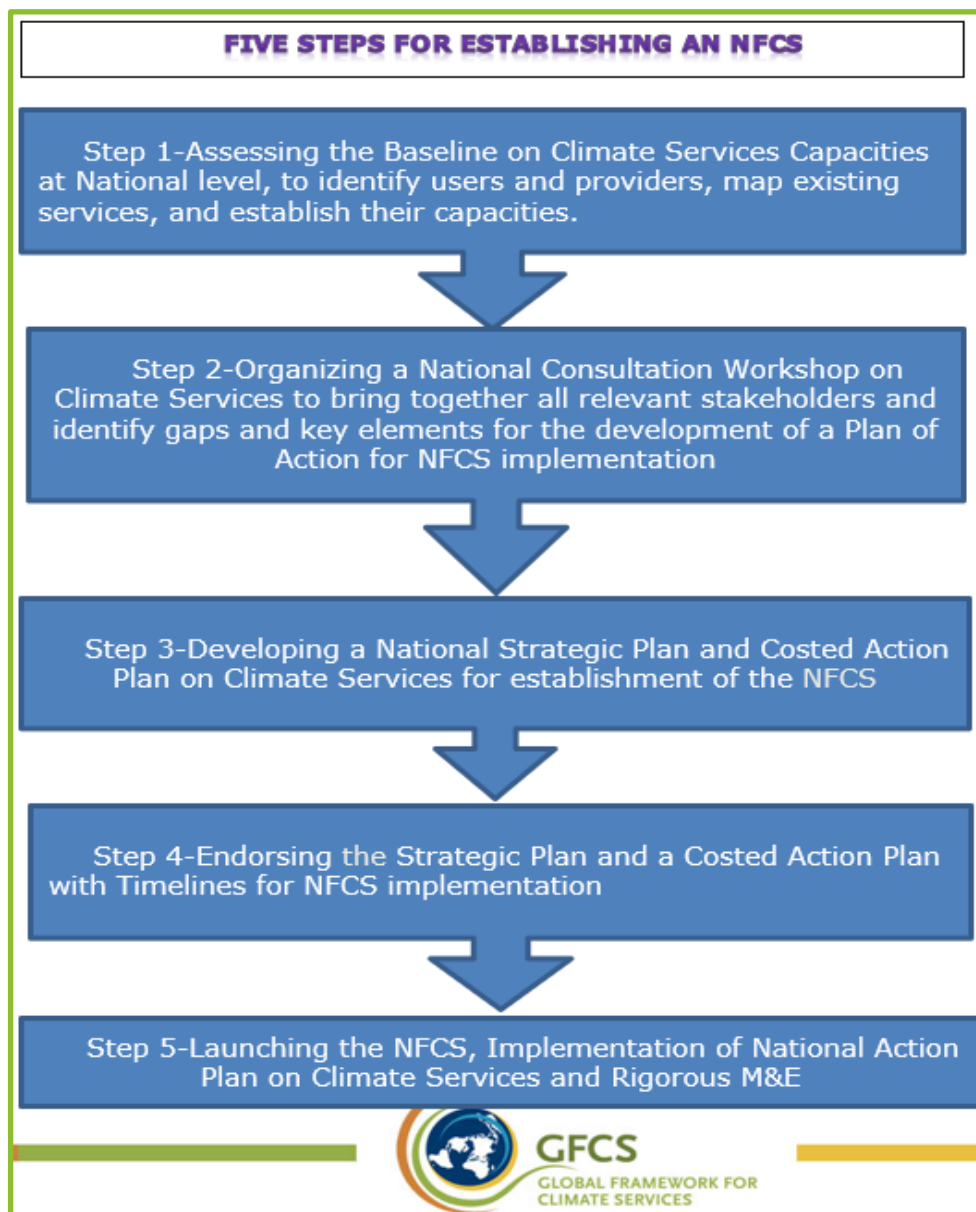 FIVE STEPS FOR ESTABLISHING AN NFCS
Step 1-Assessing the Baseline on Climate Services Capacities
at National level, to identify users and providers, map existing
services, and establish their capacities.
Step 2-Organizing a National Consultation Workshop on
Climate Services to bring together all relevant stakeholders and
identify gaps and key elements for the development of a Plan of
Action for NFCS implementation
Step 3-Developing a National Strategic Plan and Costed Action
Plan on Climate Services for establishment of the NFCS
Step 4-Endorsing the Strategic Plan and a Costed Action Plan
with Timelines for NFCS implementation
Step 5-Launching the NFCS, Implementation of National Action
Plan on Climate Services and Rigorous M&E
GFCS
GLOBAL FRAMEWORK FOR
CLIMATE SERVICES